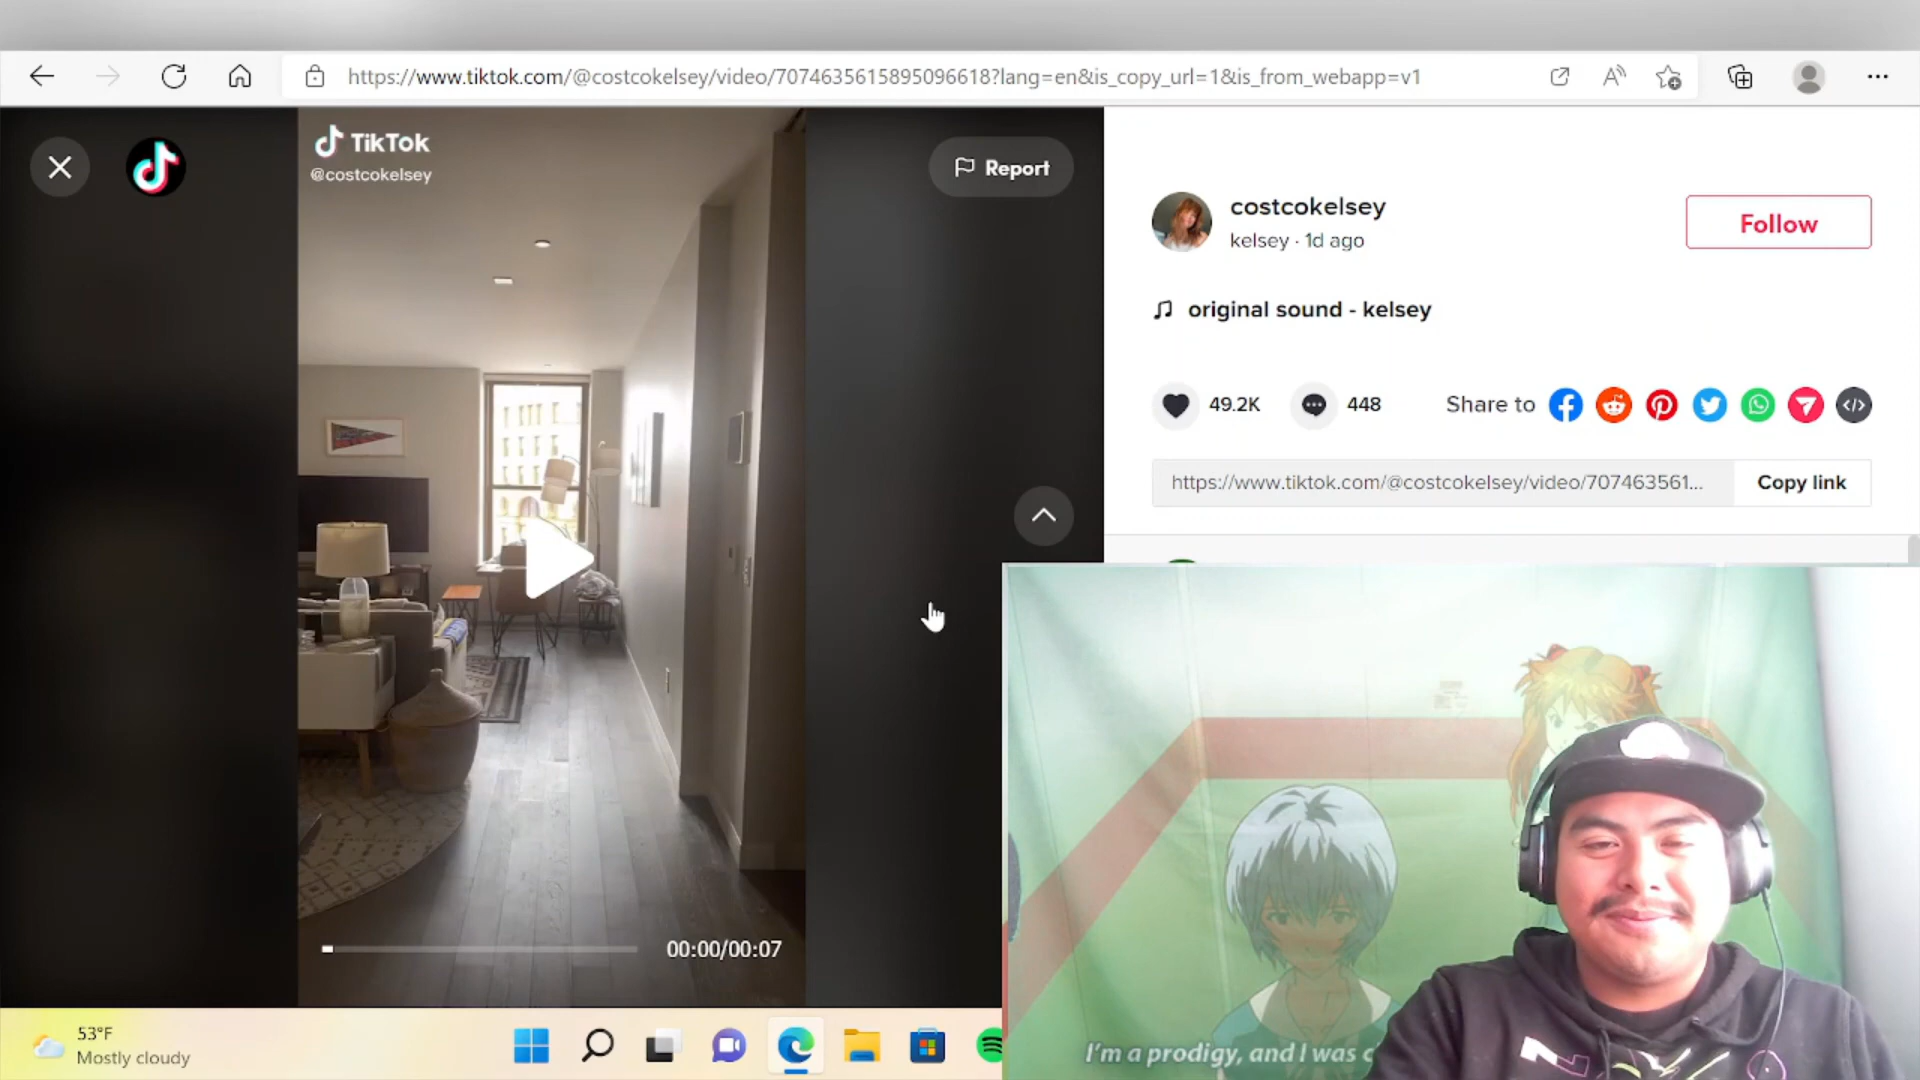 https://www.tiktok.com/@costcokelsey/video/7074635615895096618?lang=en&is_copy_url=1&is_from_webapp=v1
TikTok
@costcokelsey
Report
costcokelsey
kelsey · 1d ago
Follow
original sound - kelsey
49.2K
448
Share to
https://www.tiktok.com/@costcokelsey/video/707463561...
Copy link
00:00/00:07
I'm a prodigy, and I was
53°F
Mostly cloudy